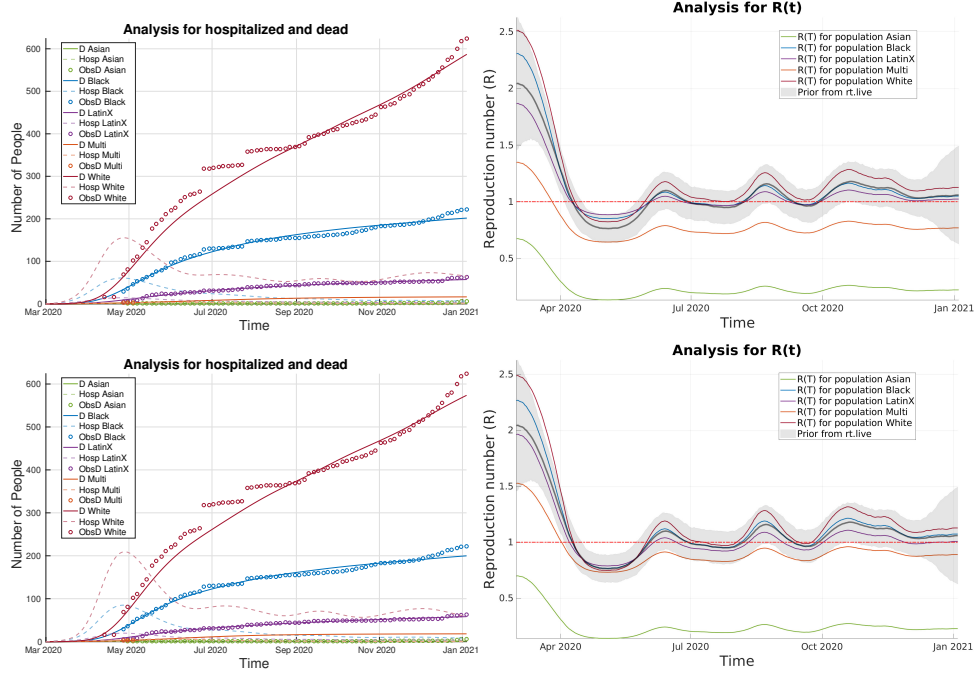 Analysis for hospitalized and dead
Number of People
600
500
400
300
200
100
0
D Asian
Hosp Asian
ObsD Asian
D Black
Hosp Black
ObsD Black
D LatinX
Hosp LatinX
ObsD LatinX
D Multi
Hosp Multi
ObsD Multi
D White
Hosp White
ObsD White
Mar 2020 May 2020 Jul 2020 Sep 2020 Nov 2020 Jan 2021
Time
Analysis for R(t)
Reproduction number (R)
2.5
2
1.5
1
0.5
R(T) for population Asian
R(T) for population Black
R(T) for population LatinX
R(T) for population Multi
R(T) for population White
Prior from rt.live
Apr 2020 Jul 2020 Oct 2020 Jan 2021
Time
Analysis for hospitalized and dead
Number of People
600
500
400
300
200
100
0
D Asian
Hosp Asian
ObsD Asian
D Black
Hosp Black
ObsD Black
D LatinX
Hosp LatinX
ObsD LatinX
D Multi
Hosp Multi
ObsD Multi
D White
Hosp White
ObsD White
Mar 2020 May 2020 Jul 2020 Sep 2020 Nov 2020 Jan 2021
Time
Analysis for R(t)
Reproduction number (R)
2.5
2
1.5
1
0.5
R(T) for population Asian
R(T) for population Black
R(T) for population LatinX
R(T) for population Multi
R(T) for population White
Prior from rt.live
Apr 2020 Jul 2020 Oct 2020 Jan 2021
Time